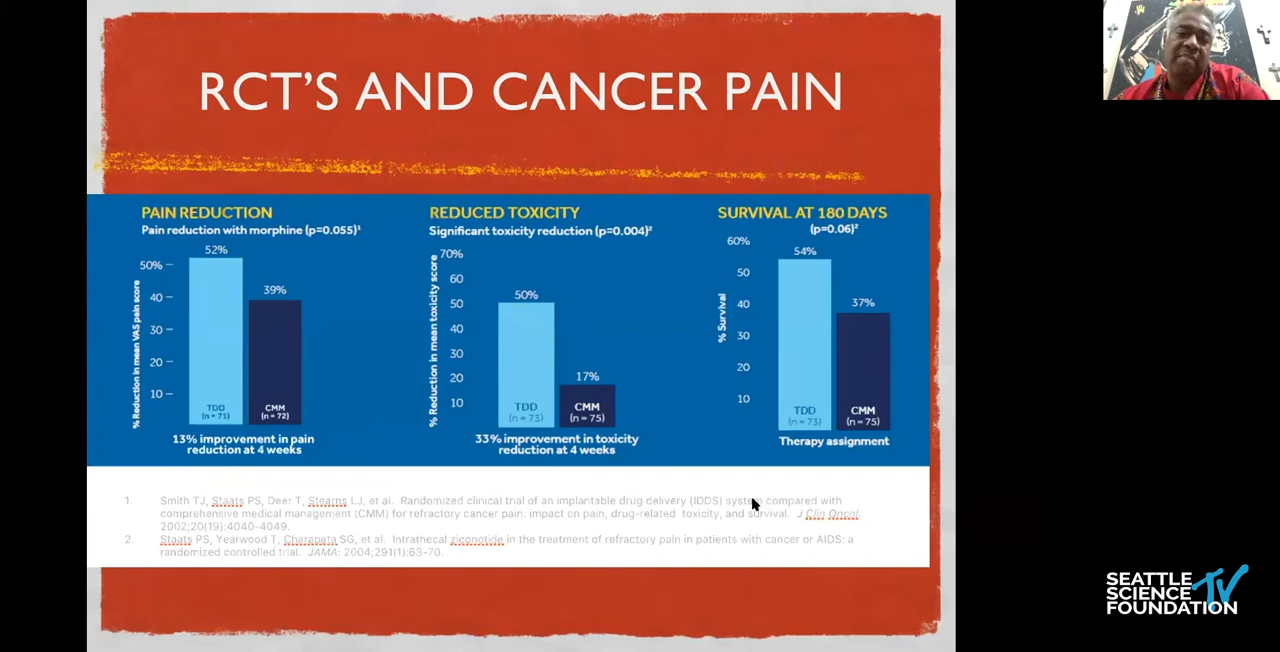 RCT'S AND CANCER PAIN
PAIN REDUCTION
Pain reduction with morphine (p=0.055)¹
% Reduction in mean VAS pain score
52%
50%
39%
40
30
20
10
TDD
(n = 71)
CMM
(n = 72)
13% improvement in pain
reduction at 4 weeks
REDUCED TOXICITY
Significant toxicity reduction (p=0.004)²
% Reduction in mean toxicity score
70%
60
50
40
30
20
10
50%
17%
TDD
(n = 73)
CMM
(n = 75)
33% improvement in toxicity
reduction at 4 weeks
SURVIVAL AT 180 DAYS
(p=0.06)²
% Survival
60%
50
40
30
20
10
54%
37%
TDD
(n = 73)
CMM
(n = 75)
Therapy assignment
1. Smith TJ, Staats PS, Deer T, Stearns LJ, et al. Randomized clinical trial of an implantable drug delivery (IDDS) system compared with
comprehensive medical management (CMM) for refractory cancer pain: impact on pain, drug-related toxicity, and survival. J Clin Oncol.
2002;20(19):4040-4049.
2. Staats PS, Yearwood T, Charapata SG, et al. Intrathecal ziconotide in the treatment of refractory pain in patients with cancer or AIDS: a
randomized controlled trial. JAMA: 2004;291(1):63-70.
SEATTLE
SCIENCE TV
FOUNDATION